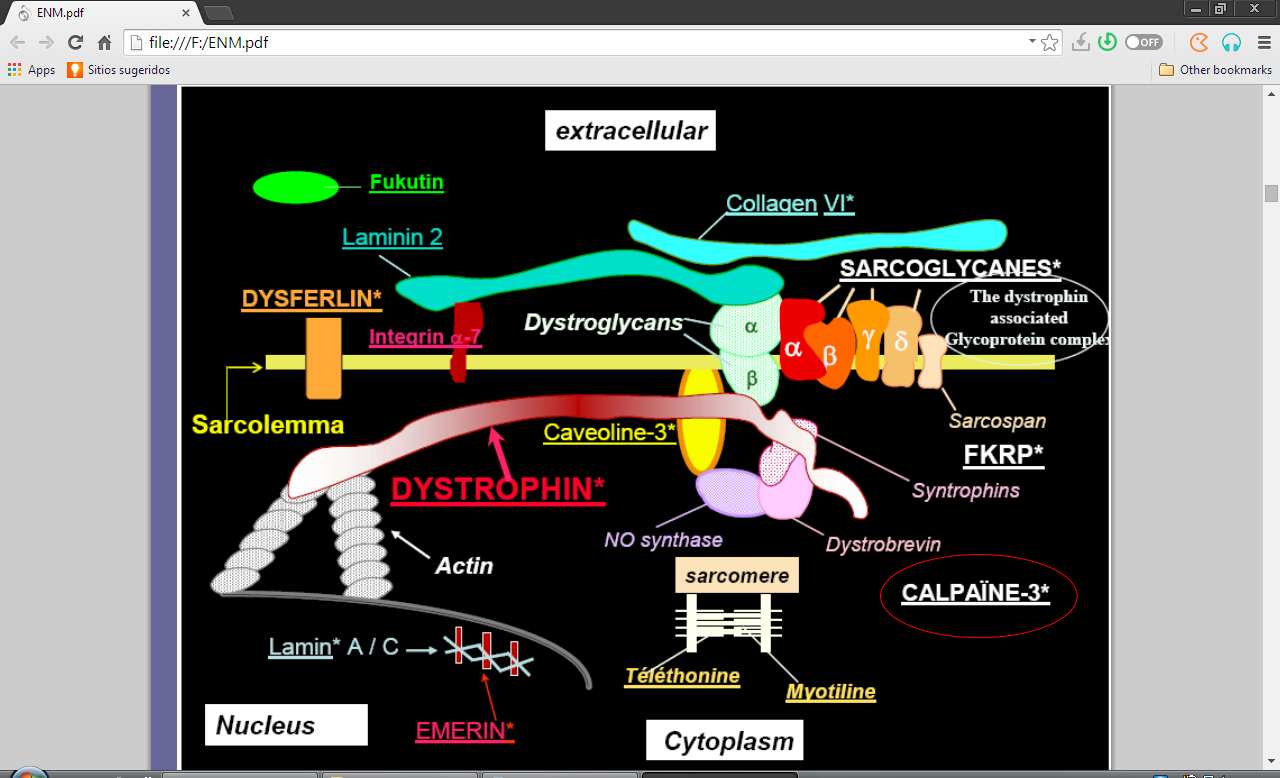 ENM.pdf
file:///F:/ENM.pdf
OFF
Apps
Sitios sugeridos
Other bookmarks
extracellular
Fukutin
Collagen VI*
Laminin 2
SARCOGLYCANES*
DYSFERLIN*
The dystrophin
associated
Glycoprotein complex
Integrin α-7
Dystroglycans
α
β
α
β
γ
δ
Sarcolemma
Sarcospan
Caveoline-3*
FKRP*
DYSTROPHIN*
Syntrophins
NO synthase
Dystrobrevin
Actin
sarcomere
CALPAÏNE-3*
Lamin* A / C
Téléthonine
Myotiline
Nucleus
EMERIN*
Cytoplasm